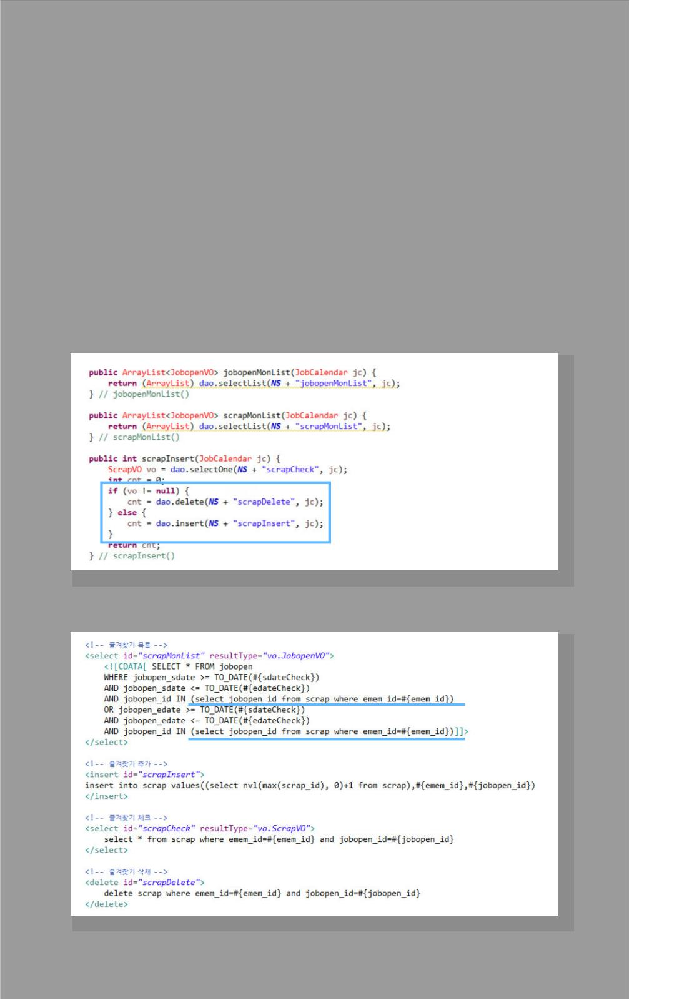 public ArrayList<JobopenVO> jobopenMonList(JobCalendar jc) {
return (ArrayList) dao.selectList(NS + "jobopenMonList", jc);
} // jobopenMonList()
public ArrayList<JobopenVO> scrapMonList(JobCalendar jc) {
return (ArrayList) dao.selectList(NS + "scrapMonList", jc);
} // scrapMonList()
public int scrapInsert(JobCalendar jc) {
ScrapVO vo = dao.selectOne(NS + "scrapCheck", jc);
int cnt = 0;
if (vo != null) {
cnt = dao.delete(NS + "scrapDelete", jc);
} else {
cnt = dao.insert(NS + "scrapInsert", jc);
}
return cnt;
} // scrapInsert()
<!-- 즐겨찾기 목록 -->
<select id="scrapMonList" resultType="vo.JobopenVO">
<![CDATA[ SELECT * FROM jobopen
WHERE jobopen_sdate >= TO_DATE(#{sdateCheck})
AND jobopen_sdate <= TO_DATE(#{edateCheck})
AND jobopen_id IN (select jobopen_id from scrap where emem_id=#{emem_id})
OR jobopen_edate >= TO_DATE(#{sdateCheck})
AND jobopen_edate <= TO_DATE(#{edateCheck})
AND jobopen_id IN (select jobopen_id from scrap where emem_id=#{emem_id})]]>
</select>
<!-- 즐겨찾기 추가 -->
<insert id="scrapInsert">
insert into scrap values((select nvl(max(scrap_id), 0)+1 from scrap),#{emem_id},#{jobopen_id})
</insert>
<!-- 즐겨찾기 체크 -->
<select id="scrapCheck" resultType="vo.ScrapVO">
select * from scrap where emem_id=#{emem_id} and jobopen_id=#{jobopen_id}
</select>
<!-- 즐겨찾기 삭제 -->
<delete id="scrapDelete">
delete scrap where emem_id=#{emem_id} and jobopen_id=#{jobopen_id}
</delete>